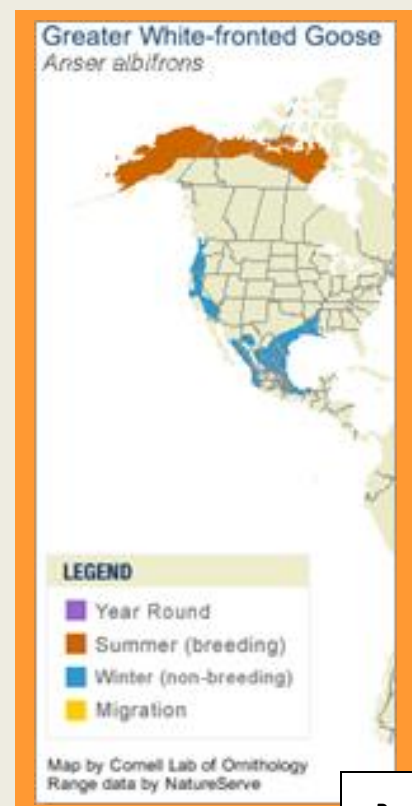 Greater White-fronted Goose
Anser albifrons
LEGEND
Year Round
Summer (breeding)
Winter (non-breeding)
Migration
Map by Cornell Lab of Ornithology
Range data by NatureServe